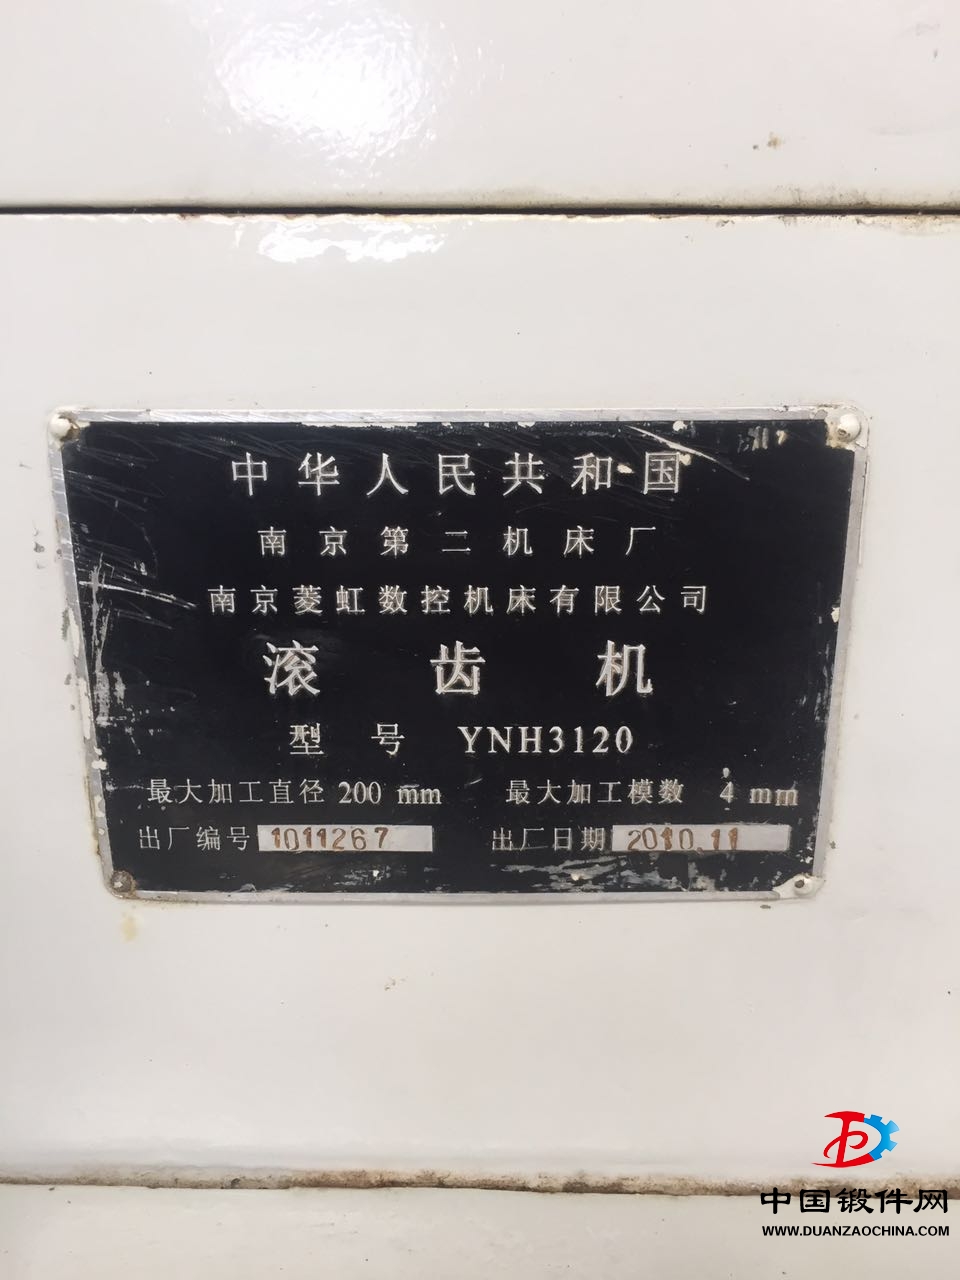 中华人民共和国
南京第二机床厂
南京菱虹数控机床有限公司
滚齿机
型号 YNH3120
最大加工直径 200 mm 最大加工模数 4 mm
出厂编号 1011267 出厂日期 2010.11
中国锻件网
WWW.DUANZAOCHINA.COM